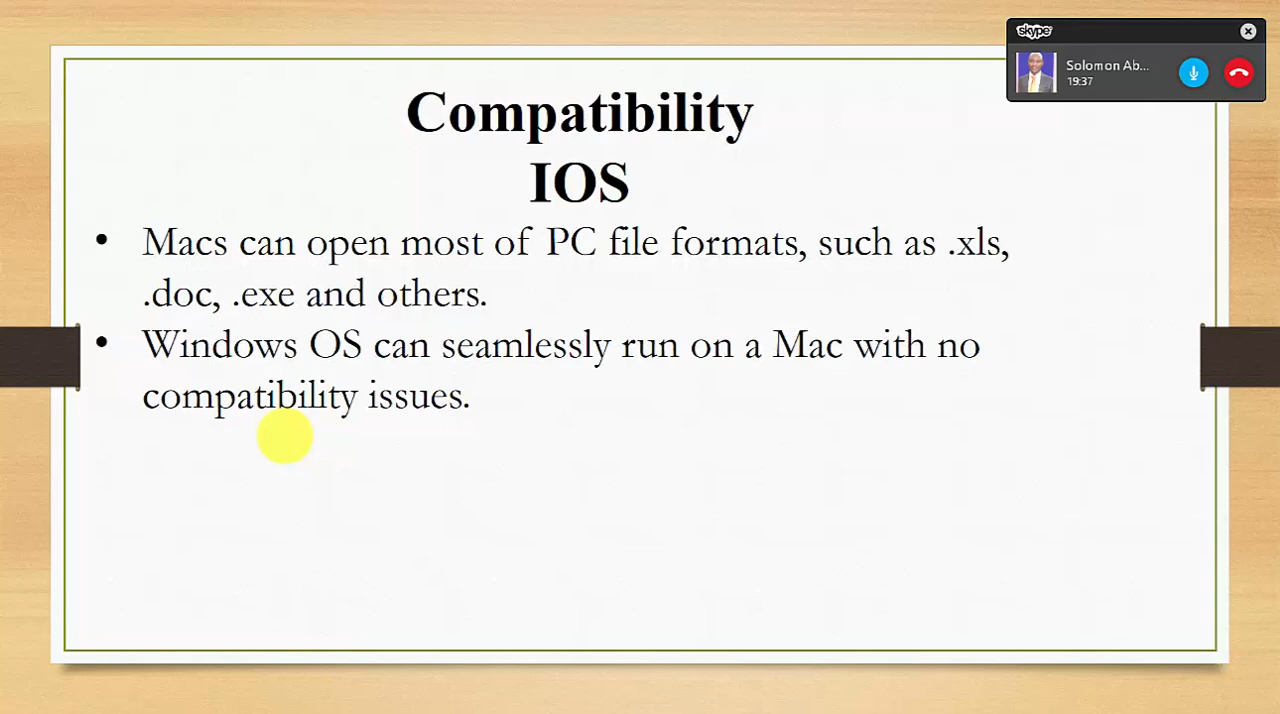 skype
Solomon Ab...
19:37
Compatibility
IOS
• Macs can open most of PC file formats, such as .xls,
.doc, .exe and others.
• Windows OS can seamlessly run on a Mac with no
compatibility issues.